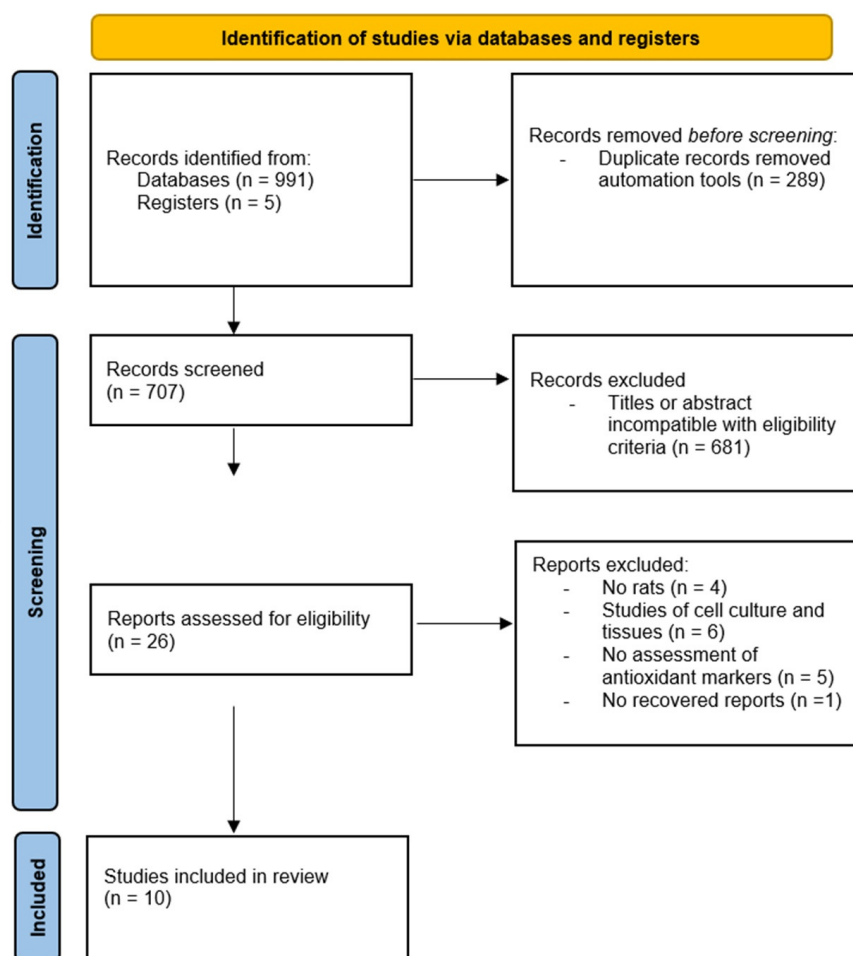 Identification of studies via databases and registers
Identification
Records identified from:
Databases (n = 991)
Registers (n = 5)
Records removed before screening:
- Duplicate records removed
automation tools (n = 289)
Screening
Records screened
(n = 707)
Records excluded
- Titles or abstract
incompatible with eligibility
criteria (n = 681)
Reports assessed for eligibility
(n = 26)
Reports excluded:
- No rats (n = 4)
- Studies of cell culture and
tissues (n = 6)
- No assessment of
antioxidant markers (n = 5)
- No recovered reports (n =1)
Included
Studies included in review
(n = 10)